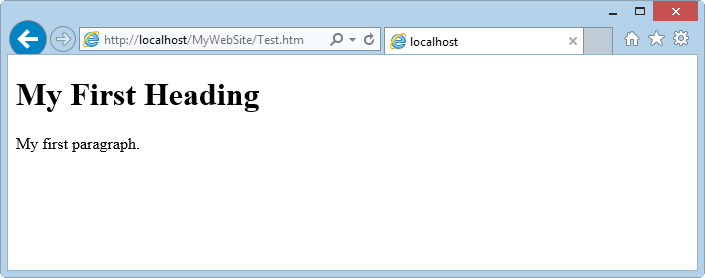 http://localhost/MyWebSite/Test.htm
localhost
My First Heading
My first paragraph.